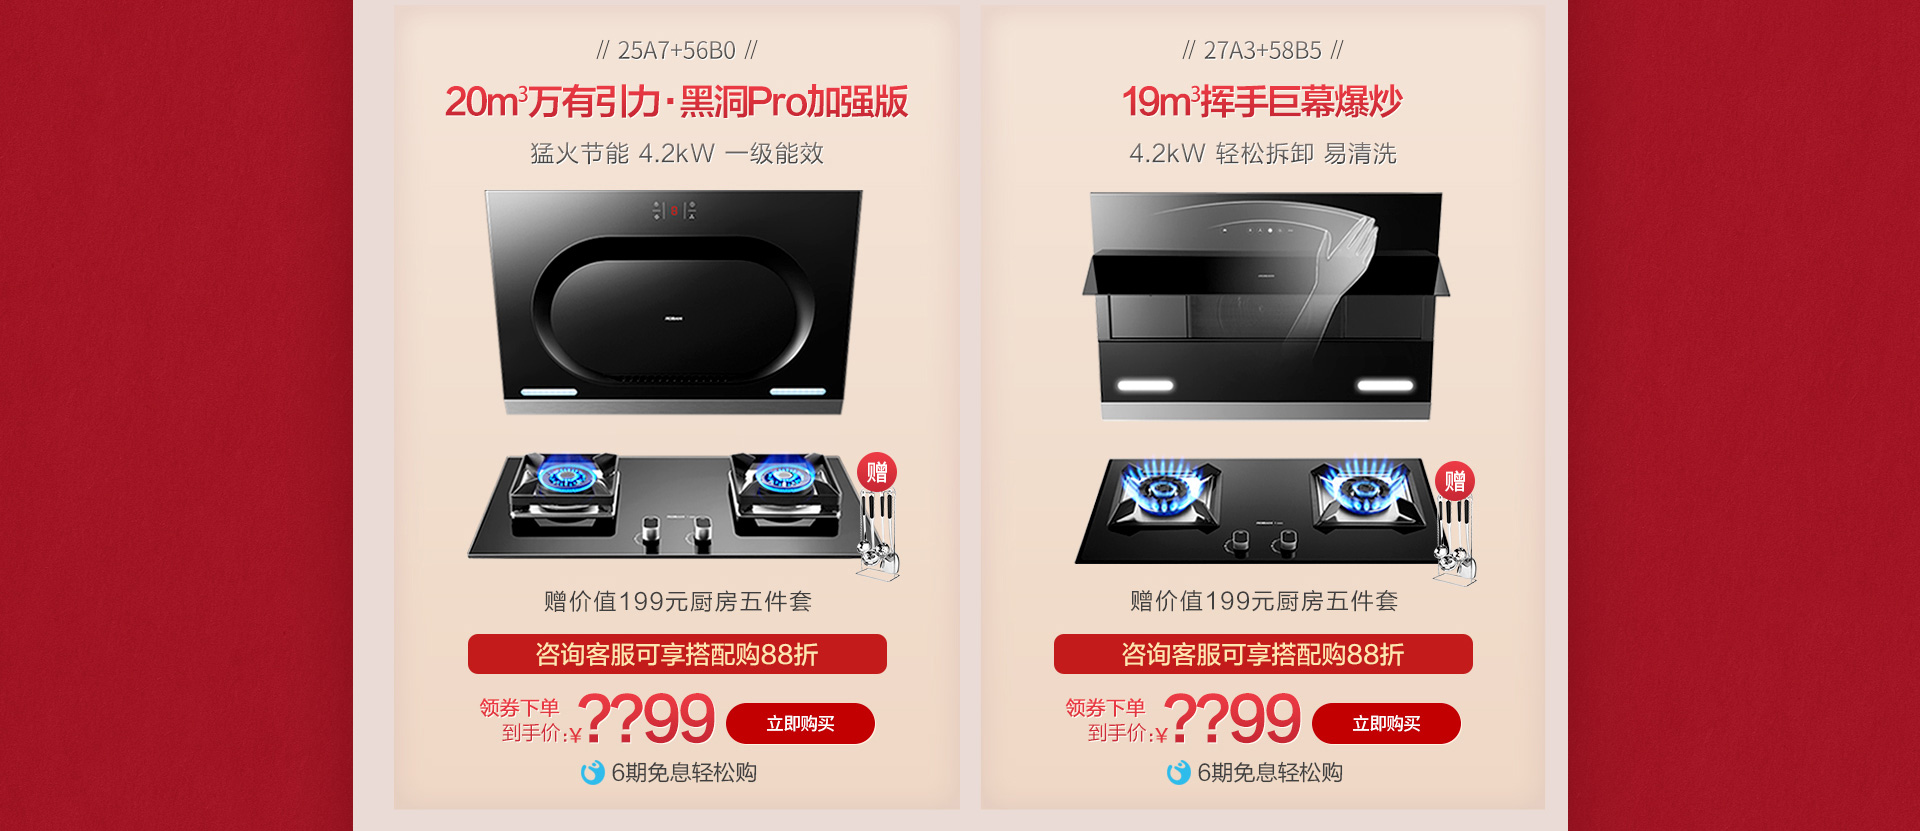 // 25A7+56B0 //
20m³万有引力·黑洞Pro加强版
猛火节能 4.2kW 一级能效
8
赠
赠价值199元厨房五件套
咨询客服可享搭配购88折
领券下单
到手价:¥??99
立即购买
6期免息轻松购
// 27A3+58B5 //
19m³挥手巨幕爆炒
4.2kW 轻松拆卸 易清洗
赠
赠价值199元厨房五件套
咨询客服可享搭配购88折
领券下单
到手价:¥??99
立即购买
6期免息轻松购